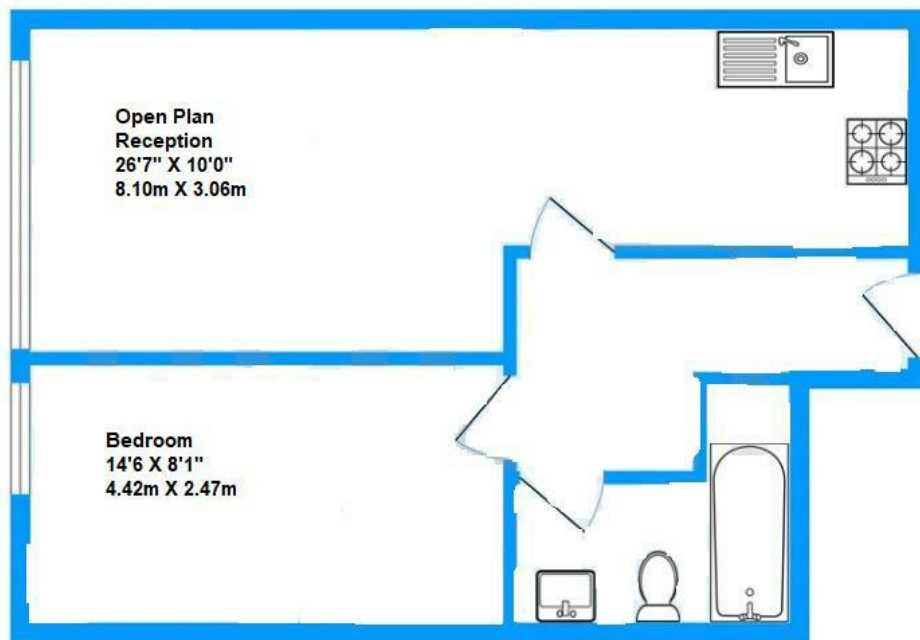 Open Plan
Reception
26'7" X 10'0"
8.10m X 3.06m
Bedroom
14'6 X 8'1"
4.42m X 2.47m